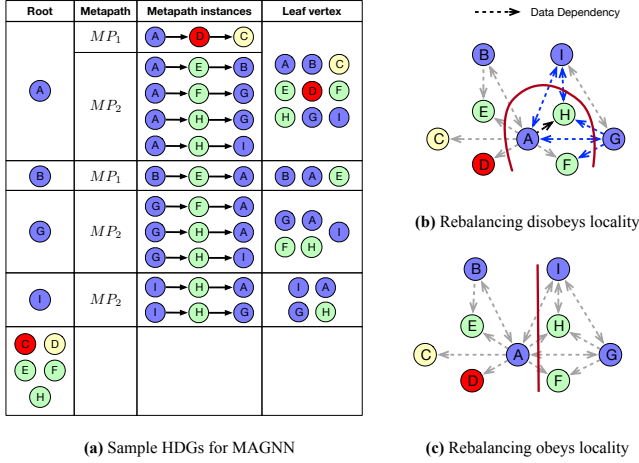 Root Metapath Metapath instances Leaf vertex
A
MP1
A D C
MP2
A E B
A F G
A H G
A H I
A B C
E D F
H G I
B
MP1
B E A
B A E
G
MP2
G F A
G H A
G H I
G A I
F H
I
MP2
I H A
I H G
I A
G H
C D
E F
H
(a) Sample HDGs for MAGNN
Data Dependency
B I
E H
C A G
D F
(b) Rebalancing disobeys locality
B I
E H
C A G
D F
(c) Rebalancing obeys locality